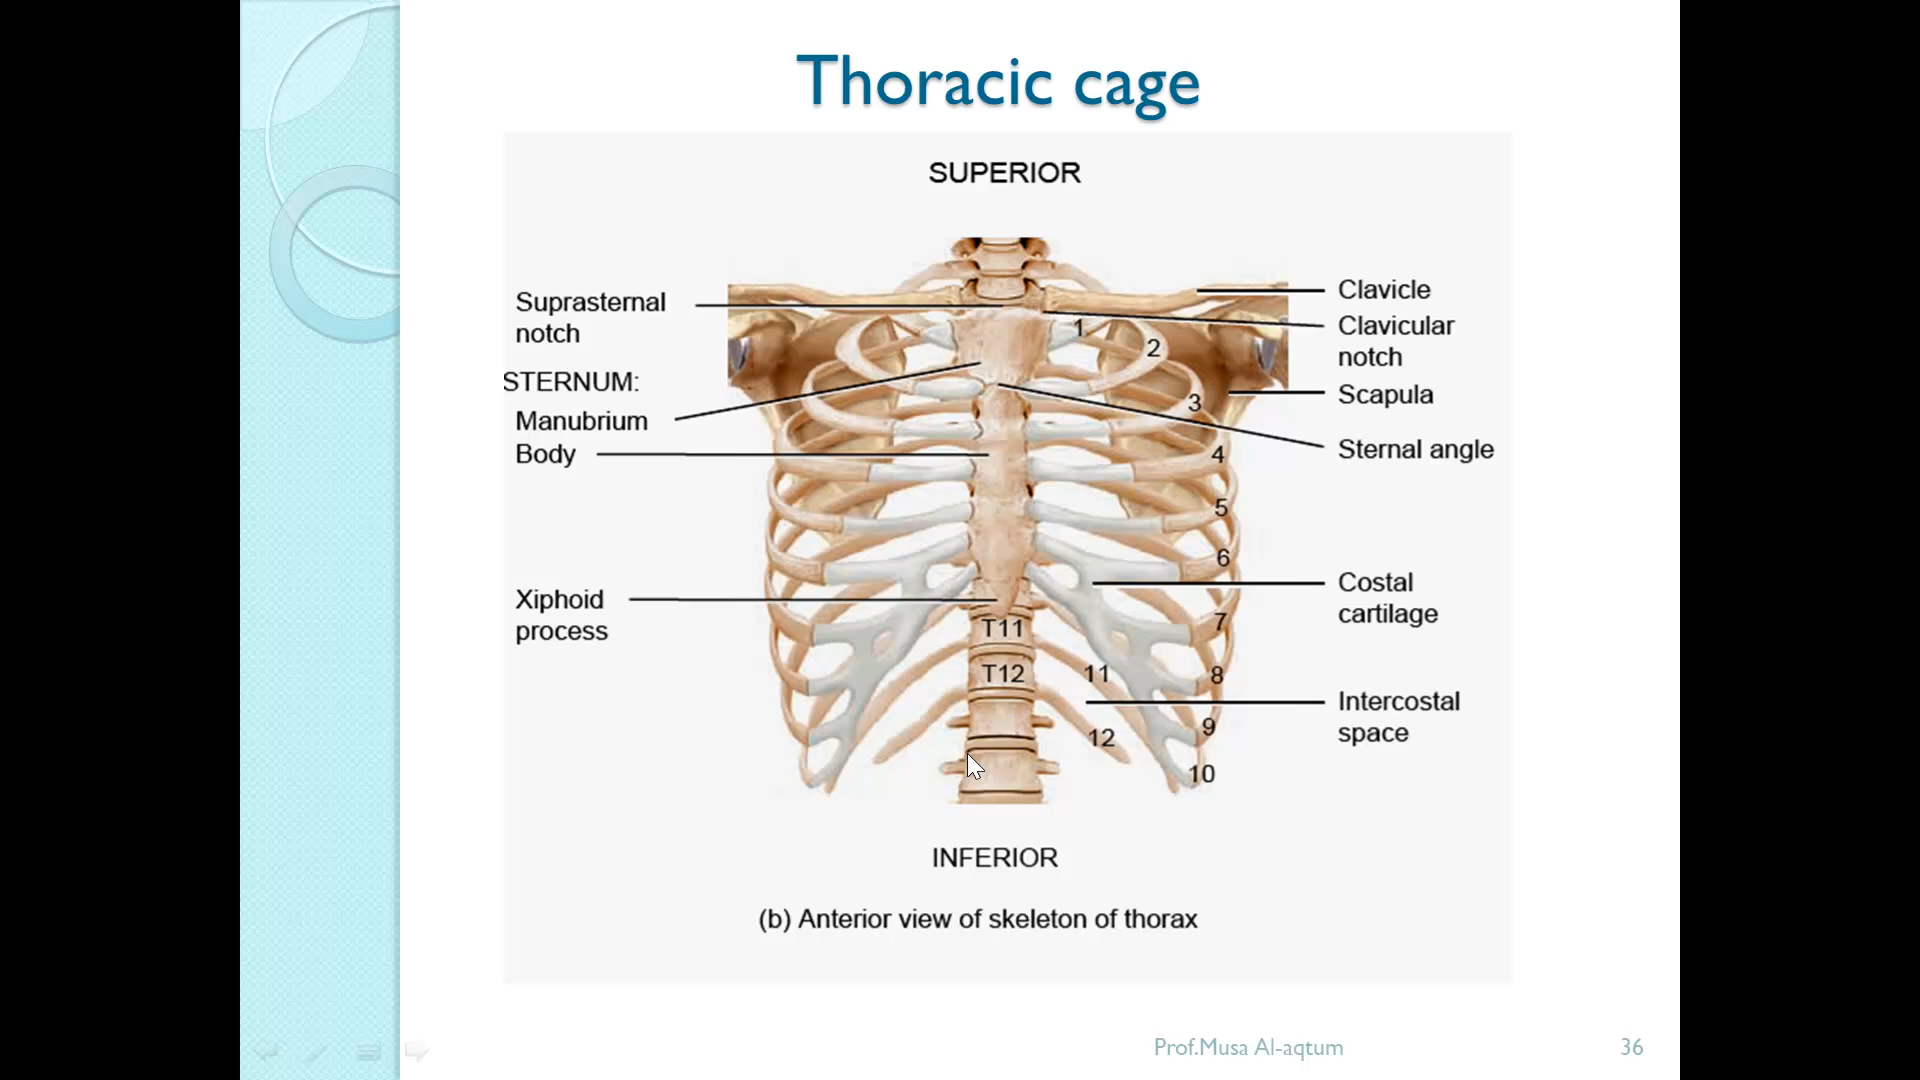 Thoracic cage
SUPERIOR
Suprasternal
notch
STERNUM:
Manubrium
Body
Xiphoid
process
Clavicle
Clavicular
notch
Scapula
Sternal angle
Costal
cartilage
Intercostal
space
1
2
3
4
5
6
7
8
9
10
11
12
T11
T12
INFERIOR
(b) Anterior view of skeleton of thorax
Prof.Musa Al-aqtum
36